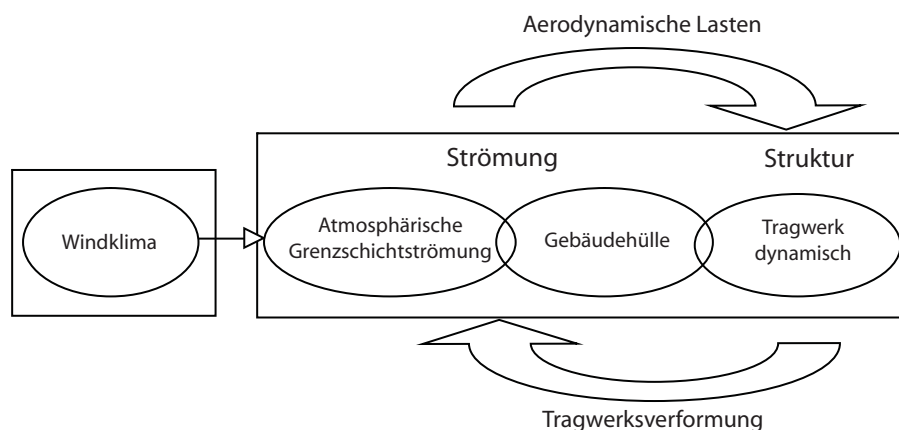 Aerodynamische Lasten
Strömung
Struktur
Windklima
Atmosphärische
Grenzschichtströmung
Gebäudehülle
Tragwerk
dynamisch
Tragwerksverformung